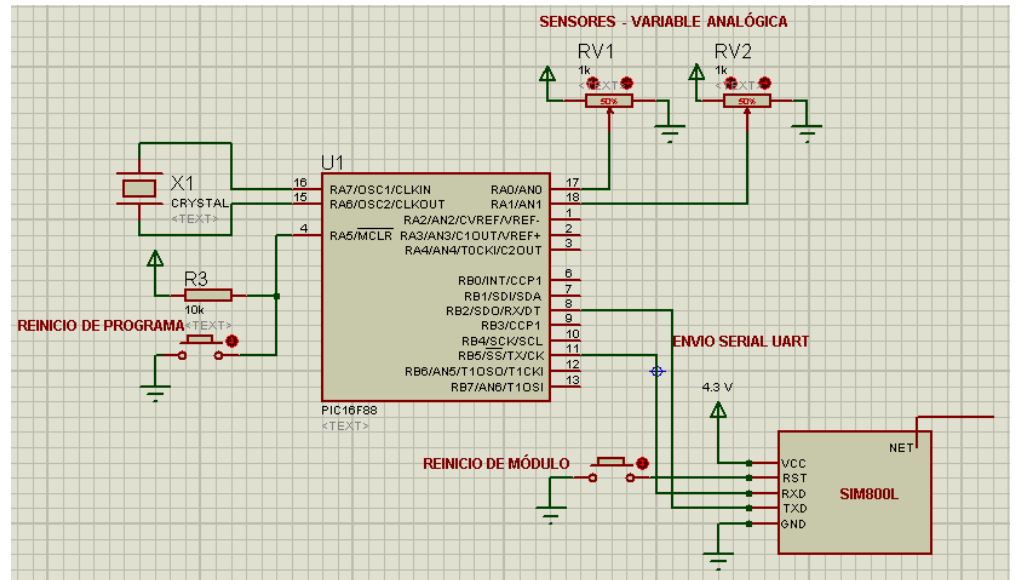 SENSORES - VARIABLE ANALÓGICA
RV1
1k
<TEXT>
50%
RV2
1k
<TEXT>
50%
U1
X1
CRYSTAL
<TEXT>
16
15
4
RA7/OSC1/CLKIN
RA6/OSC2/CLKOUT
RA5/MCLR
RA0/AN0
RA1/AN1
RA2/AN2/CVREF/VREF-
RA3/AN3/C1OUT/VREF+
RA4/AN4/T0CKI/C2OUT
RB0/INT/CCP1
RB1/SDI/SDA
RB2/SDO/RX/DT
RB3/CCP1
RB4/SCK/SCL
RB5/SS/TX/CK
RB6/AN5/T1OSO/T1CKI
RB7/AN6/T1OSI
17
18
1
2
3
6
7
8
9
10
11
12
13
PIC16F88
<TEXT>
R3
10k
<TEXT>
REINICIO DE PROGRAMA
ENVIO SERIAL UART
4.3 V
REINICIO DE MÓDULO
NET
VCC
RST
RXD
TXD
GND
SIM800L